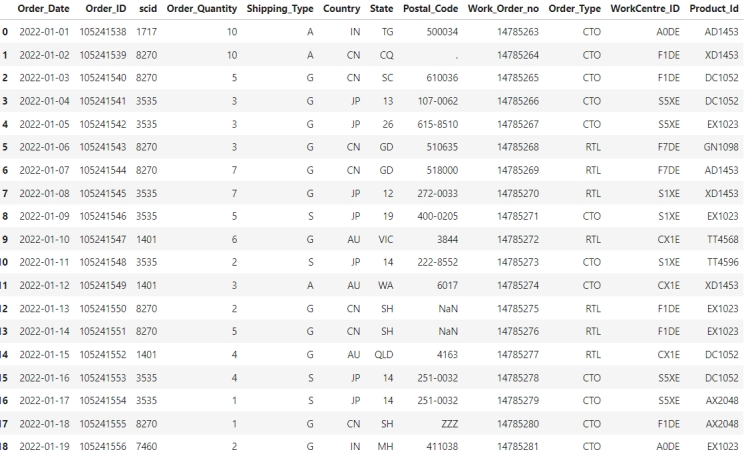 Order_Date Order_ID scid Order_Quantity Shipping_Type Country State Postal_Code Work_Order_no Order_Type WorkCentre_ID Product_Id
0 2022-01-01 105241538 1717 10 A IN TG 500034 14785263 CTO A0DE AD1453
1 2022-01-02 105241539 8270 10 A CN CQ . 14785264 CTO F1DE XD1453
2 2022-01-03 105241540 8270 5 G CN SC 610036 14785265 CTO F1DE DC1052
3 2022-01-04 105241541 3535 3 G JP 13 107-0062 14785266 CTO S5XE DC1052
4 2022-01-05 105241542 3535 3 G JP 26 615-8510 14785267 CTO S5XE EX1023
5 2022-01-06 105241543 8270 3 G CN GD 510635 14785268 RTL F7DE GN1098
6 2022-01-07 105241544 8270 7 G CN GD 518000 14785269 RTL F7DE AD1453
7 2022-01-08 105241545 3535 7 G JP 12 272-0033 14785270 RTL S1XE XD1453
8 2022-01-09 105241546 3535 5 S JP 19 400-0205 14785271 CTO S1XE EX1023
9 2022-01-10 105241547 1401 6 G AU VIC 3844 14785272 RTL CX1E TT4568
10 2022-01-11 105241548 3535 2 S JP 14 222-8552 14785273 CTO S1XE TT4596
11 2022-01-12 105241549 1401 3 A AU WA 6017 14785274 CTO CX1E XD1453
12 2022-01-13 105241550 8270 2 G CN SH NaN 14785275 RTL F1DE EX1023
13 2022-01-14 105241551 8270 5 G CN SH NaN 14785276 RTL F1DE EX1023
14 2022-01-15 105241552 1401 4 G AU QLD 4163 14785277 RTL CX1E DC1052
15 2022-01-16 105241553 3535 4 S JP 14 251-0032 14785278 CTO S5XE DC1052
16 2022-01-17 105241554 3535 1 S JP 14 251-0032 14785279 CTO S5XE AX2048
17 2022-01-18 105241555 8270 1 G CN SH ZZZ 14785280 CTO F1DE AX2048
18 2022-01-19 105241556 7460 2 G IN MH 411038 14785281 CTO A0DE EX1023